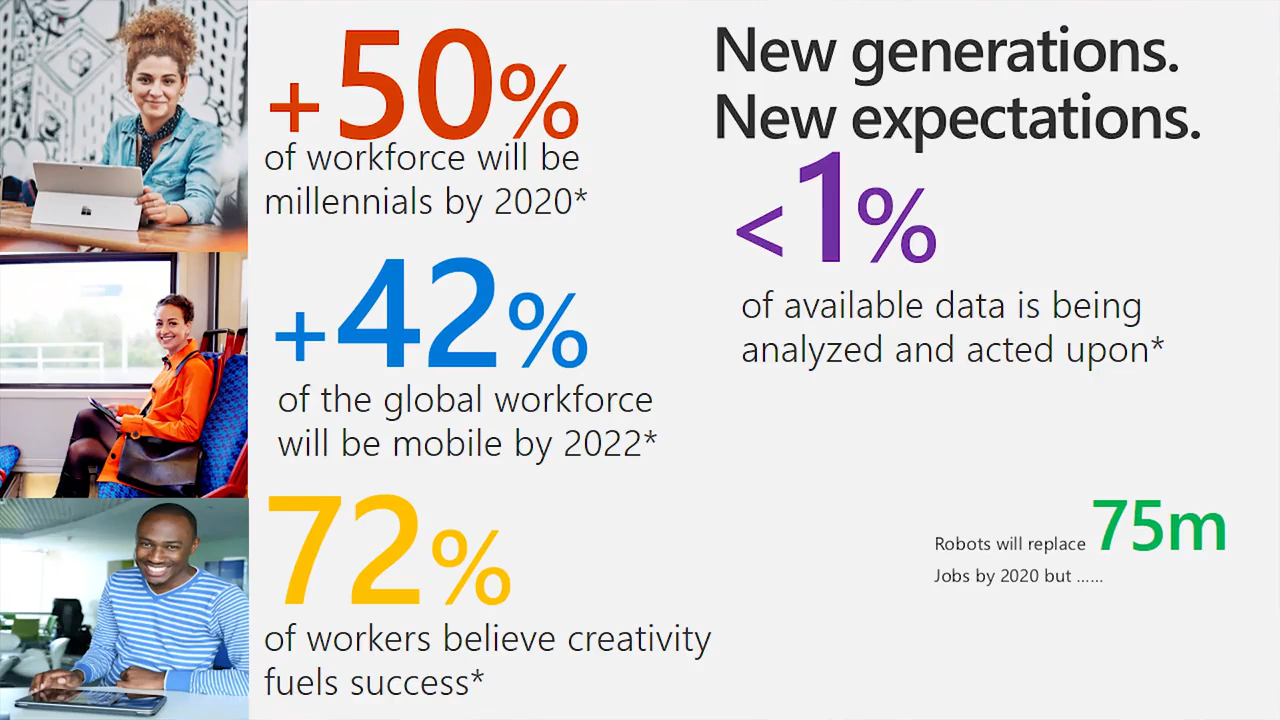 New generations.
New expectations.
+50%
of workforce will be
millennials by 2020*
+42%
of the global workforce
will be mobile by 2022*
72%
of workers believe creativity
fuels success*
<1%
of available data is being
analyzed and acted upon*
Robots will replace 75m
Jobs by 2020 but ......